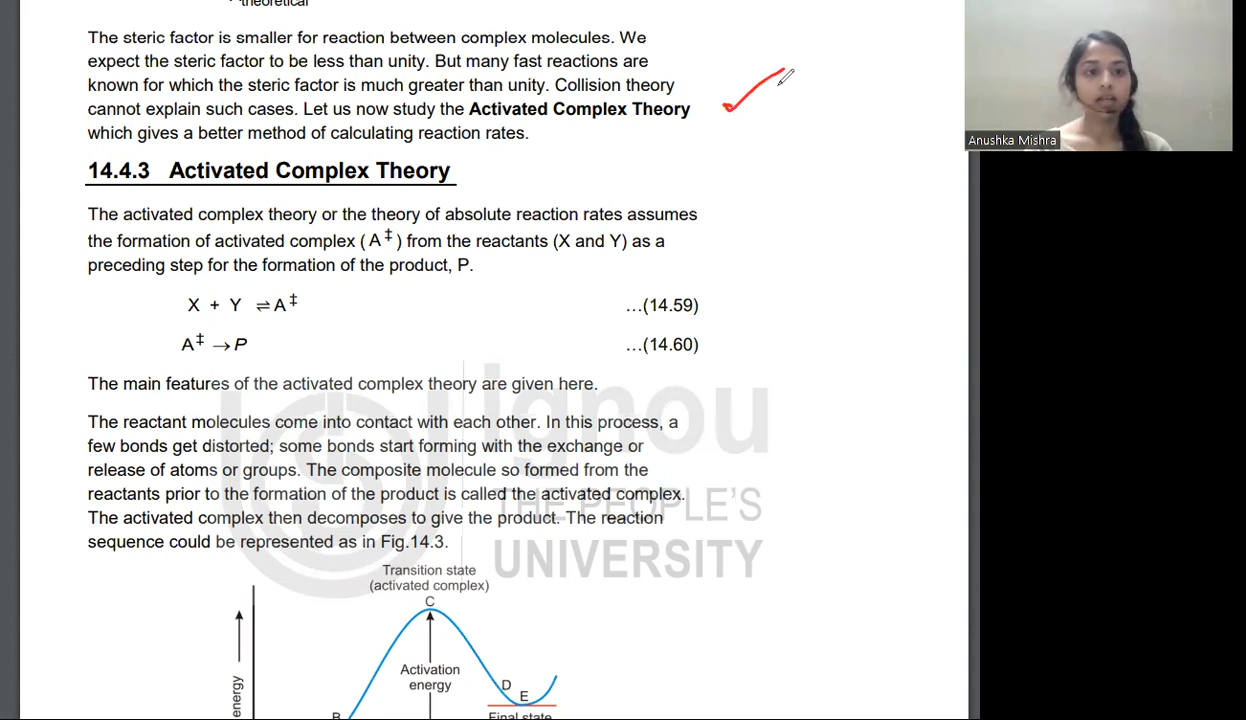 theoretical
The steric factor is smaller for reaction between complex molecules. We
expect the steric factor to be less than unity. But many fast reactions are
known for which the steric factor is much greater than unity. Collision theory
cannot explain such cases. Let us now study the Activated Complex Theory
which gives a better method of calculating reaction rates.
Anushka Mishra
14.4.3 Activated Complex Theory
The activated complex theory or the theory of absolute reaction rates assumes
the formation of activated complex (A‡) from the reactants (X and Y) as a
preceding step for the formation of the product, P.
X + Y ⇌ A‡ ...(14.59)
A‡ → P ...(14.60)
The main features of the activated complex theory are given here.
The reactant molecules come into contact with each other. In this process, a
few bonds get distorted; some bonds start forming with the exchange or
release of atoms or groups. The composite molecule so formed from the
reactants prior to the formation of the product is called the activated complex.
The activated complex then decomposes to give the product. The reaction
sequence could be represented as in Fig.14.3.
ignou
THE PEOPLE'S
UNIVERSITY
Transition state
(activated complex)
C
Activation
energy
D
E
energy
B
Final state